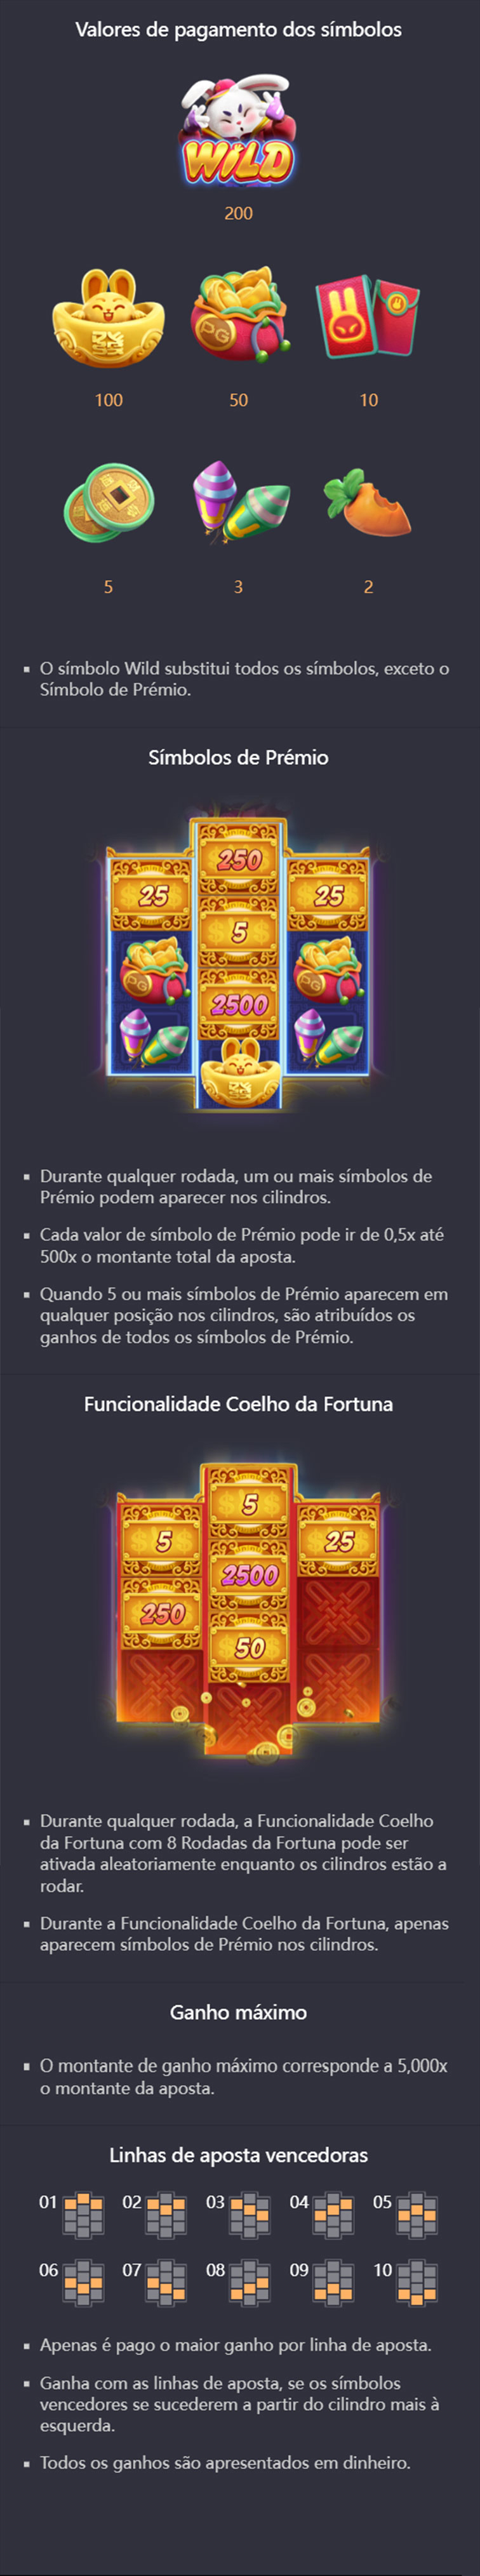 Valores de pagamento dos símbolos
WILD
200
PG
100 50 10
5 3 2
O símbolo Wild substitui todos os símbolos, exceto o
Símbolo de Prémio.
Símbolos de Prémio
250
25 25
5
PG PG
2500
Durante qualquer rodada, um ou mais símbolos de
Prémio podem aparecer nos cilindros.
Cada valor de símbolo de Prémio pode ir de 0,5x até
500x o montante total da aposta.
Quando 5 ou mais símbolos de Prémio aparecem em
qualquer posição nos cilindros, são atribuídos os
ganhos de todos os símbolos de Prémio.
Funcionalidade Coelho da Fortuna
5
5 25
2500
250
50
Durante qualquer rodada, a Funcionalidade Coelho
da Fortuna com 8 Rodadas da Fortuna pode ser
ativada aleatoriamente enquanto os cilindros estão a
rodar.
Durante a Funcionalidade Coelho da Fortuna, apenas
aparecem símbolos de Prémio nos cilindros.
Ganho máximo
O montante de ganho máximo corresponde a 5,000x
o montante da aposta.
Linhas de aposta vencedoras
01 02 03 04 05
06 07 08 09 10
Apenas é pago o maior ganho por linha de aposta.
Ganha com as linhas de aposta, se os símbolos
vencedores se sucederem a partir do cilindro mais à
esquerda.
Todos os ganhos são apresentados em dinheiro.